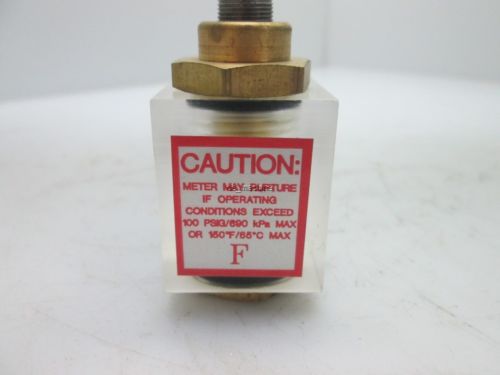 CAUTION:
METER MAY RUPTURE
IF OPERATING
CONDITIONS EXCEED
100 PSIG/690 kPa MAX
OR 150°F/65°C MAX
F